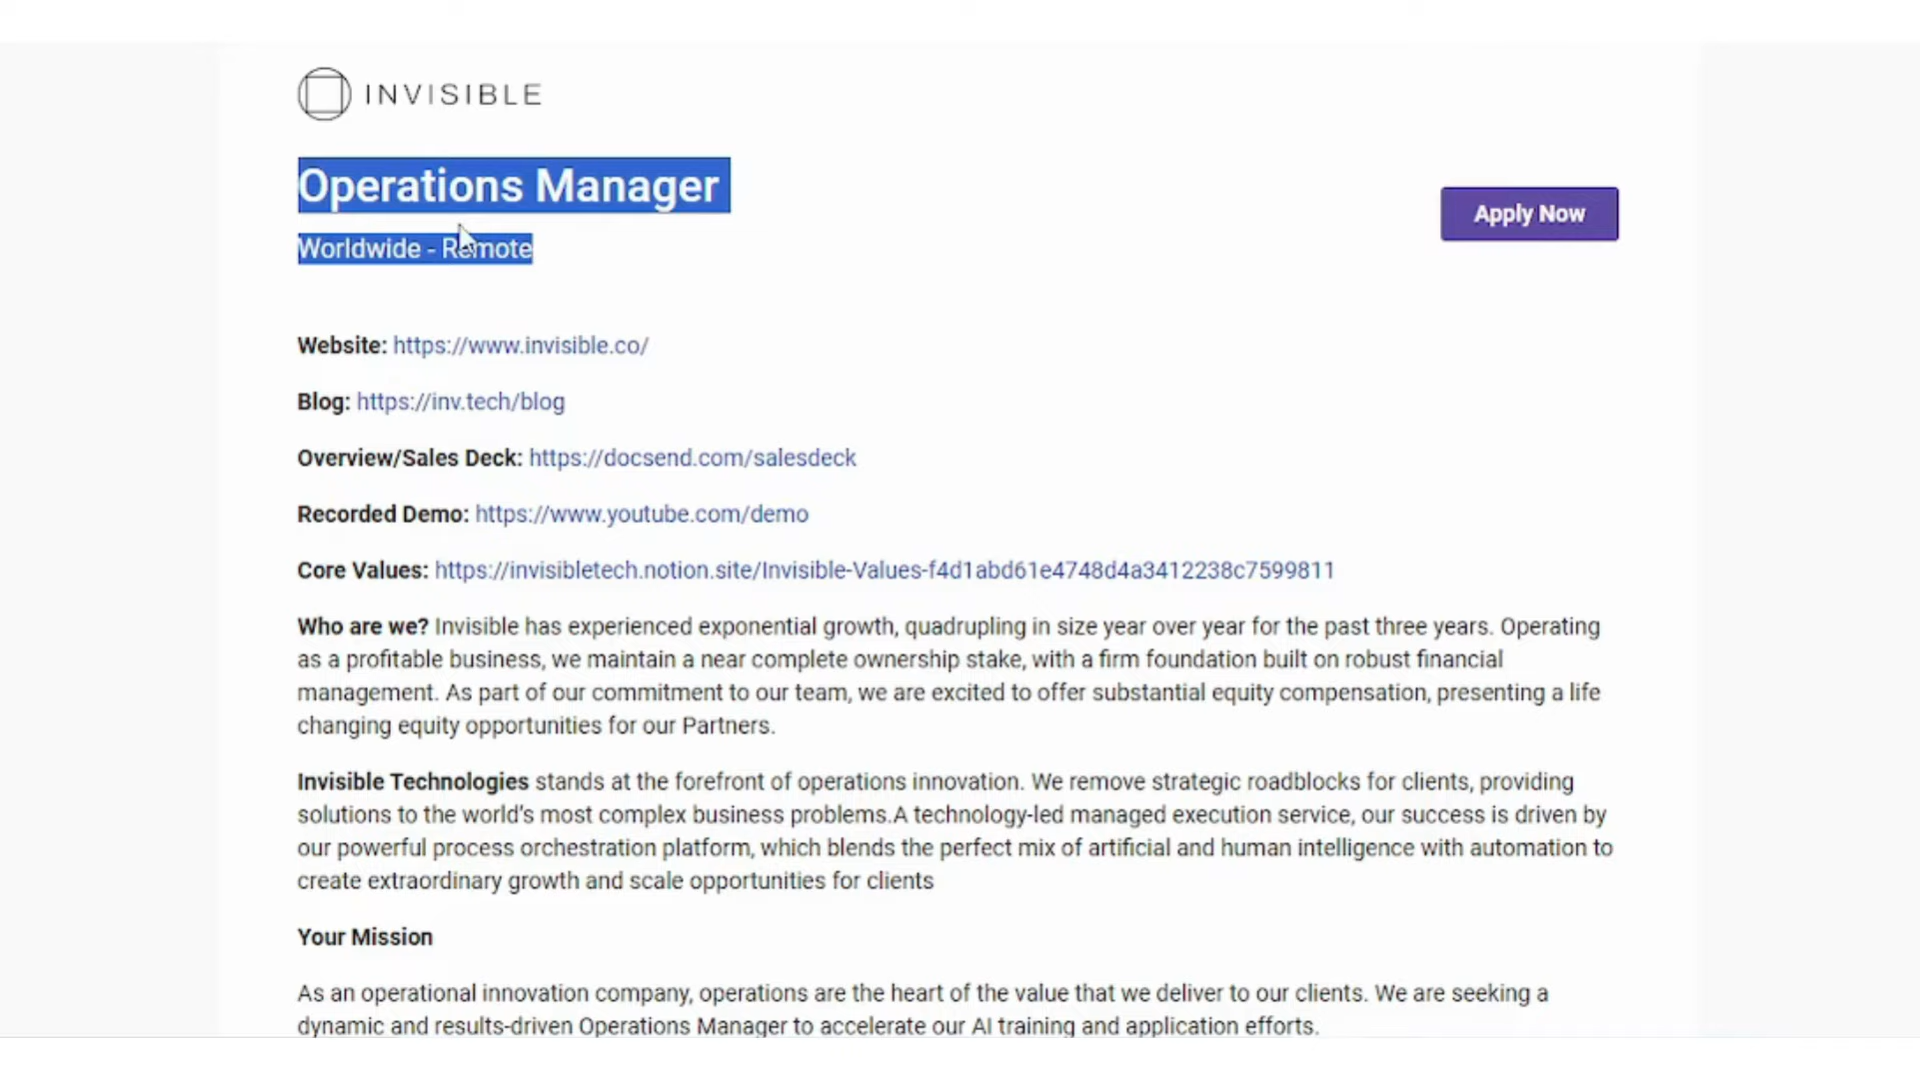 INVISIBLE
Operations Manager
Apply Now
Worldwide - Remote
Website: https://www.invisible.co/
Blog: https://inv.tech/blog
Overview/Sales Deck: https://docsend.com/salesdeck
Recorded Demo: https://www.youtube.com/demo
Core Values: https://invisibletech.notion.site/Invisible-Values-f4d1abd61e4748d4a3412238c7599811
Who are we? Invisible has experienced exponential growth, quadrupling in size year over year for the past three years. Operating
as a profitable business, we maintain a near complete ownership stake, with a firm foundation built on robust financial
management. As part of our commitment to our team, we are excited to offer substantial equity compensation, presenting a life
changing equity opportunities for our Partners.
Invisible Technologies stands at the forefront of operations innovation. We remove strategic roadblocks for clients, providing
solutions to the world's most complex business problems.A technology-led managed execution service, our success is driven by
our powerful process orchestration platform, which blends the perfect mix of artificial and human intelligence with automation to
create extraordinary growth and scale opportunities for clients
Your Mission
As an operational innovation company, operations are the heart of the value that we deliver to our clients. We are seeking a
dynamic and results-driven Operations Manager to accelerate our AI training and application efforts.